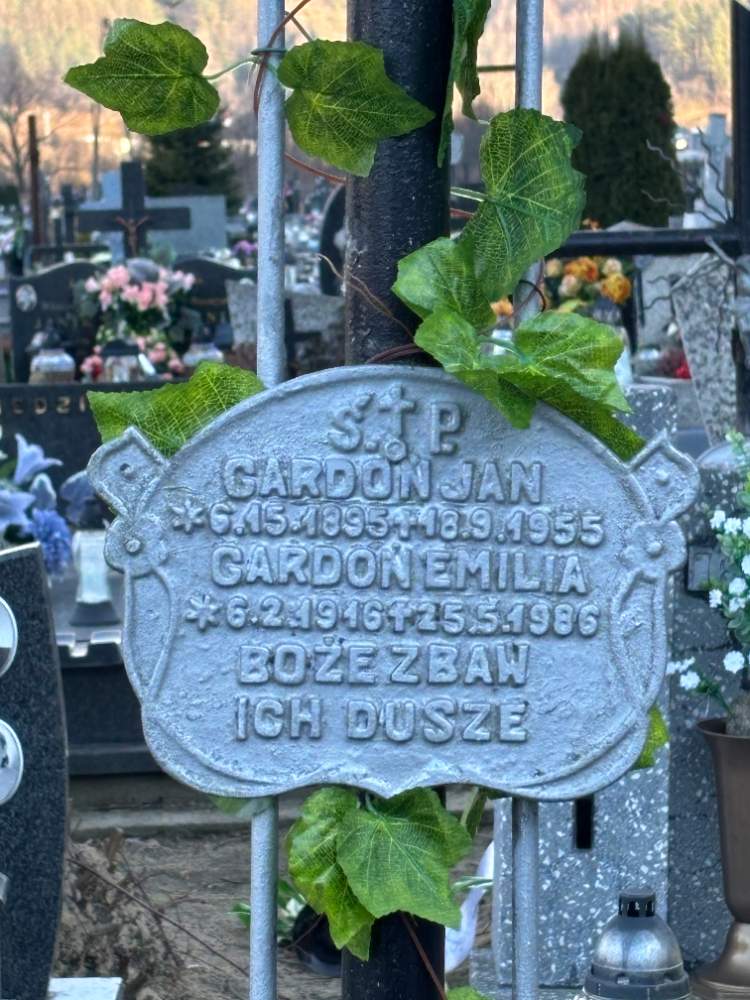 Ś.†P.
GARDOŃ JAN
*6.15.1895†18.9.1955
GARDOŃ EMILIA
*6.2.1916†25.5.1986
BOŻE ZBAW
ICH DUSZE